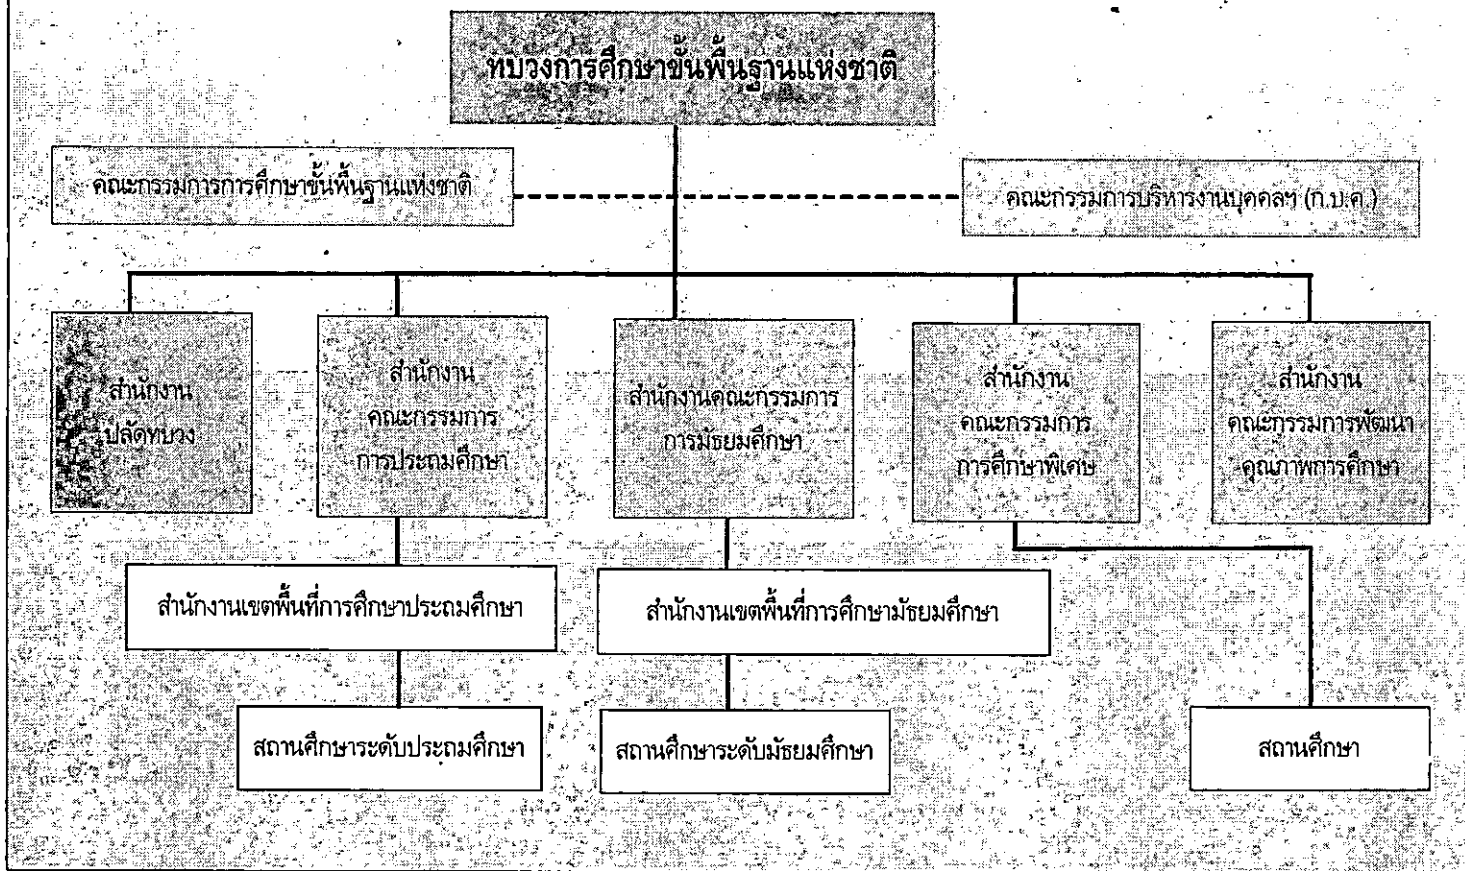 ทบวงการศึกษาขั้นพื้นฐานแห่งชาติ
คณะกรรมการการศึกษาขั้นพื้นฐานแห่งชาติ
คณะกรรมการบริหารงานบุคคลฯ (ก.บ.ค.)
สำนักงาน
ปลัดทบวง
สำนักงาน
คณะกรรมการ
การประถมศึกษา
สำนักงานคณะกรรมการ
การมัธยมศึกษา
สำนักงาน
คณะกรรมการ
การศึกษาพิเศษ
สำนักงาน
คณะกรรมการพัฒนา
คุณภาพการศึกษา
สำนักงานเขตพื้นที่การศึกษาประถมศึกษา
สำนักงานเขตพื้นที่การศึกษามัธยมศึกษา
สถานศึกษาระดับประถมศึกษา
สถานศึกษาระดับมัธยมศึกษา
สถานศึกษา